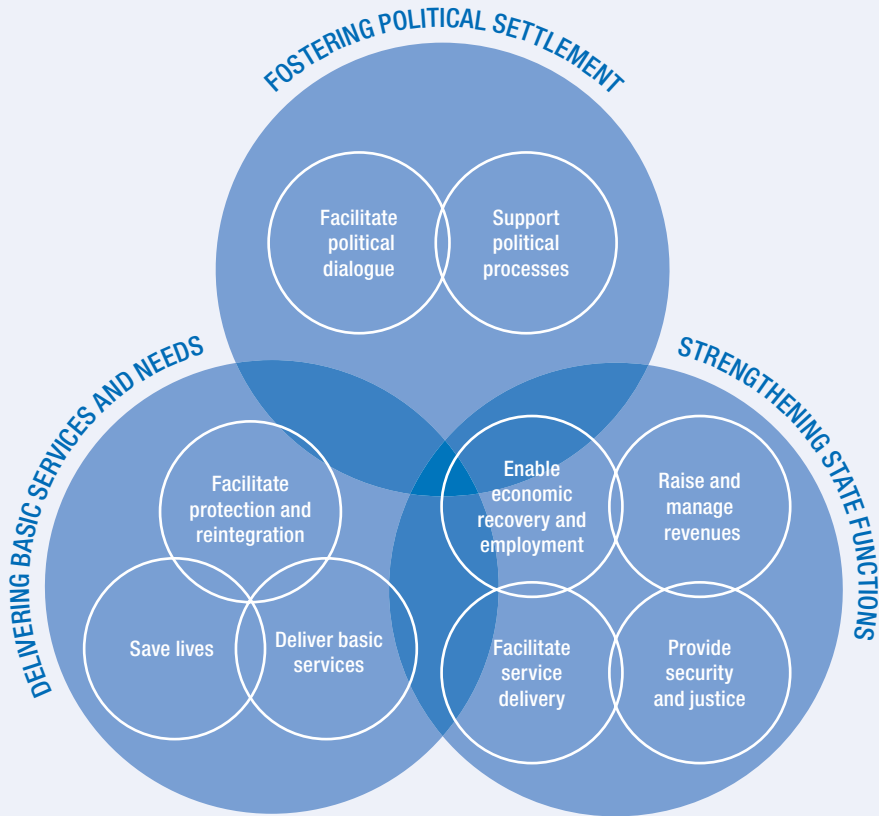 FOSTERING POLITICAL SETTLEMENT
Facilitate
political
dialogue
Support
political
processes
DELIVERING BASIC SERVICES AND NEEDS
Facilitate
protection and
reintegration
Save lives
Deliver basic
services
STRENGTHENING STATE FUNCTIONS
Enable
economic
recovery and
employment
Raise and
manage
revenues
Facilitate
service
delivery
Provide
security
and justice